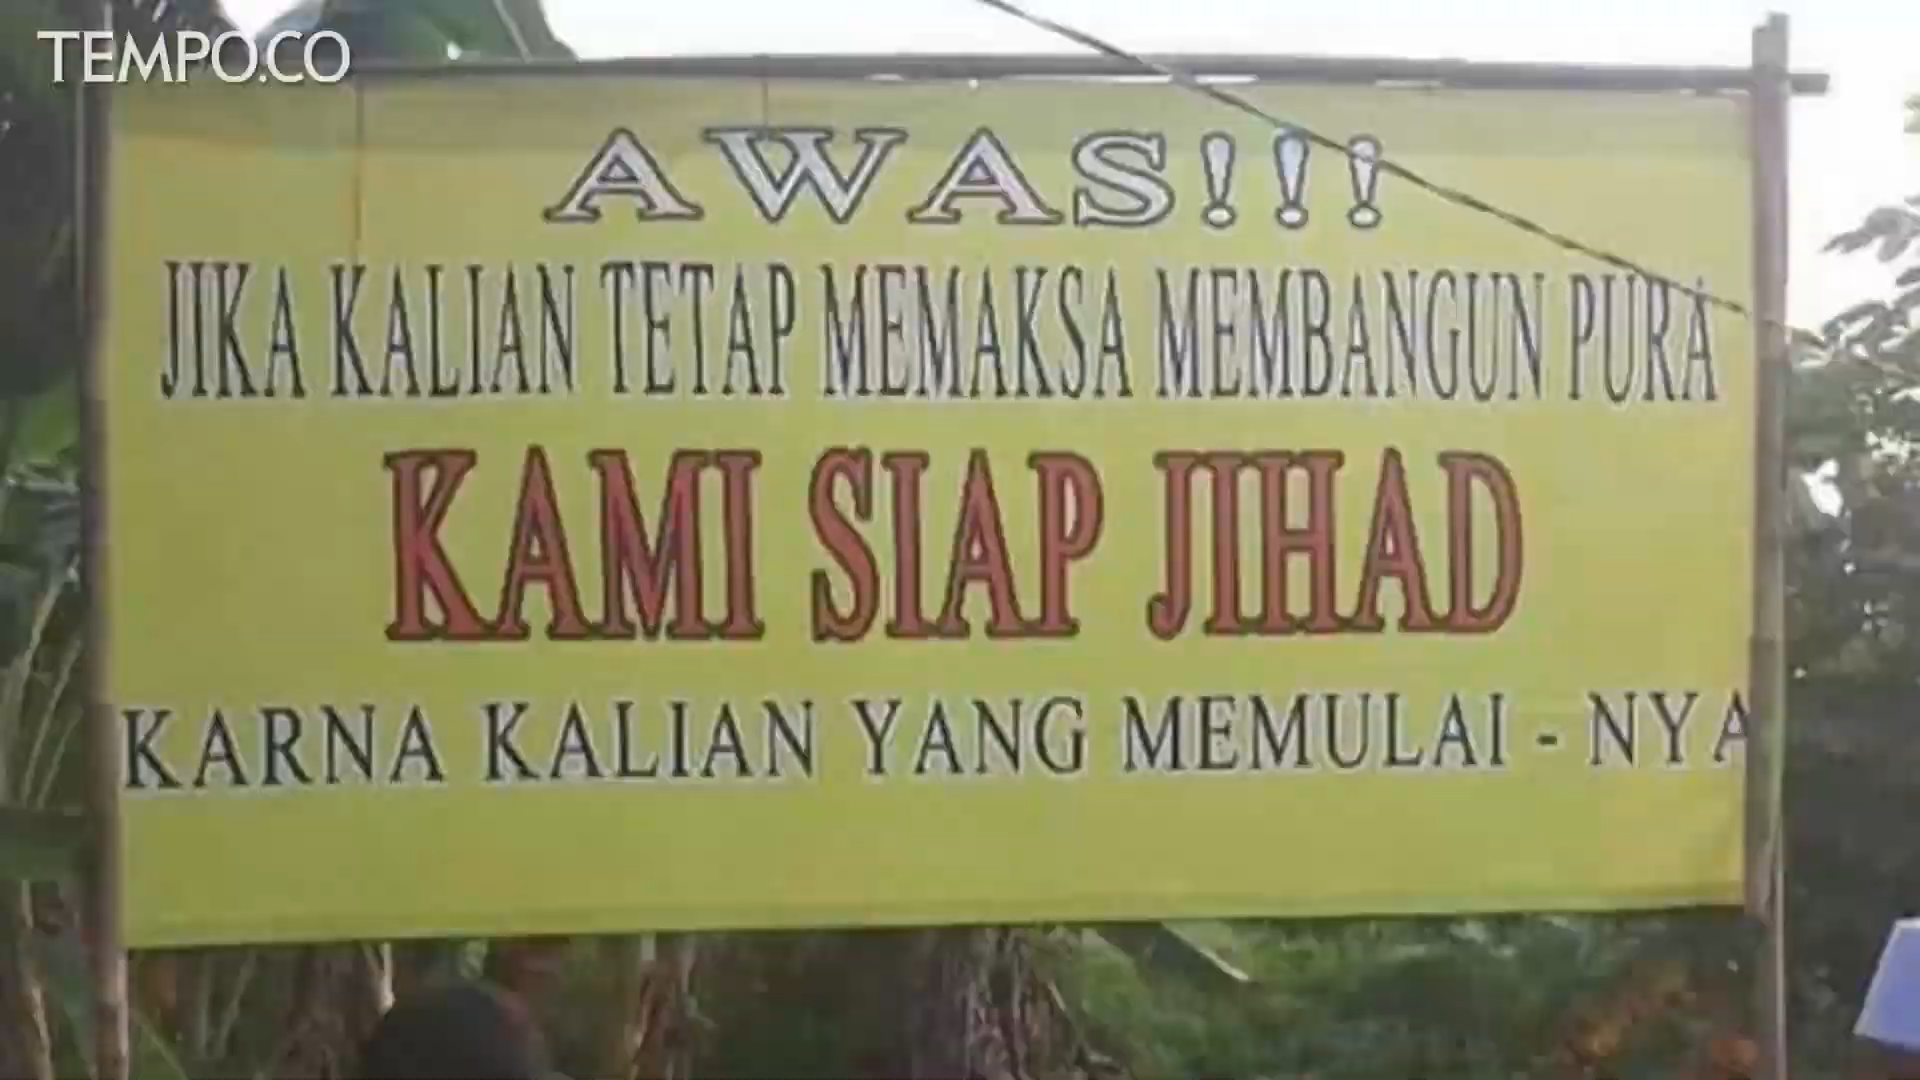 TEMPO.CO
AWAS!!!
JIKA KALIAN TETAP MEMAKSA MEMBANGUN PURA
KAMI SIAP JIHAD
KARNA KALIAN YANG MEMULAI - NYA